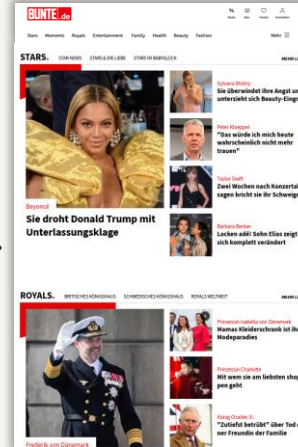 BUNTE.de
Stars Moments Royals Entertainment Family Health Beauty Fashion Mehr
STARS. STAR NEWS STARS & DIE LIEBE STARS IM BABYGLÜCK
Beyoncé
Sie droht Donald Trump mit
Unterlassungsklage
Sylvana Wollny
Sie überwindet ihre Angst un
unterzieht sich Beauty-Eingr
Peter Kloeppel
"Das würde ich mich heute
wahrscheinlich nicht mehr
trauen"
Taylor Swift
Zwei Wochen nach Konzertab
sagen bricht sie ihr Schweige
Barbara Becker
Locken adé! Sohn Elias zeigt
sich komplett verändert
ROYALS. BRITISCHES KÖNIGSHAUS SCHWEDISCHES KÖNIGSHAUS ROYALS WELTWEIT
Frederik von Dänemark
Prinzessin Isabella von Dänemark
Mamas Kleiderschrank ist ihr
Modeparadies
Prinzessin Charlotte
Mit wem sie am liebsten shop
pen geht
König Charles III.
"Zutiefst betrübt" über Tod e
ner Freundin der Familie